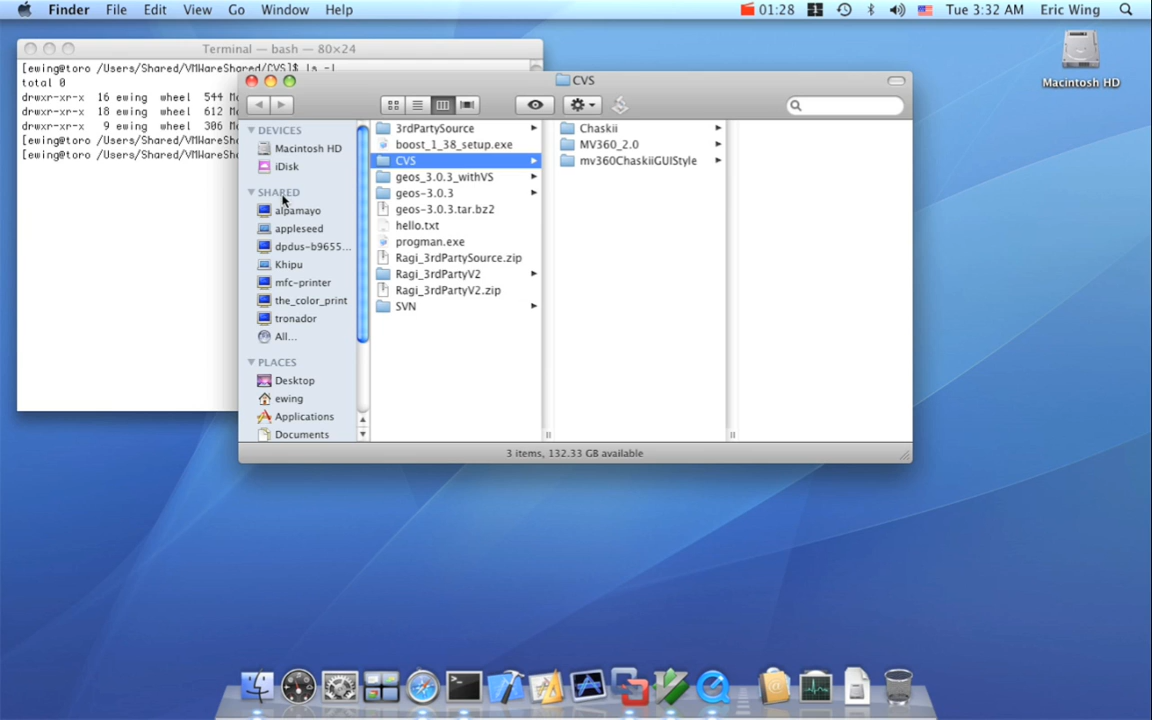 Finder File Edit View Go Window Help 01:28 Tue 3:32 AM Eric Wing
Terminal — bash — 80×24
[ewing@toro /Users/Shared/VMWareShared/CVS]$ ls -l
total 0
drwxr-xr-x 16 ewing wheel 544 M
drwxr-xr-x 18 ewing wheel 612 M
drwxr-xr-x 9 ewing wheel 306 M
[ewing@toro /Users/Shared/VMWareSha
[ewing@toro /Users/Shared/VMWareSha
Macintosh HD
CVS
DEVICES
Macintosh HD
iDisk
SHARED
alpamayo
appleseed
dpdus-b9655...
Khipu
mfc-printer
the_color_print
tronador
All...
PLACES
Desktop
ewing
Applications
Documents
3rdPartySource
boost_1_38_setup.exe
CVS
geos_3.0.3_withVS
geos-3.0.3
geos-3.0.3.tar.bz2
hello.txt
progman.exe
Ragi_3rdPartySource.zip
Ragi_3rdPartyV2
Ragi_3rdPartyV2.zip
SVN
Chaskii
MV360_2.0
mv360ChaskiiGUIStyle
3 items, 132.33 GB available